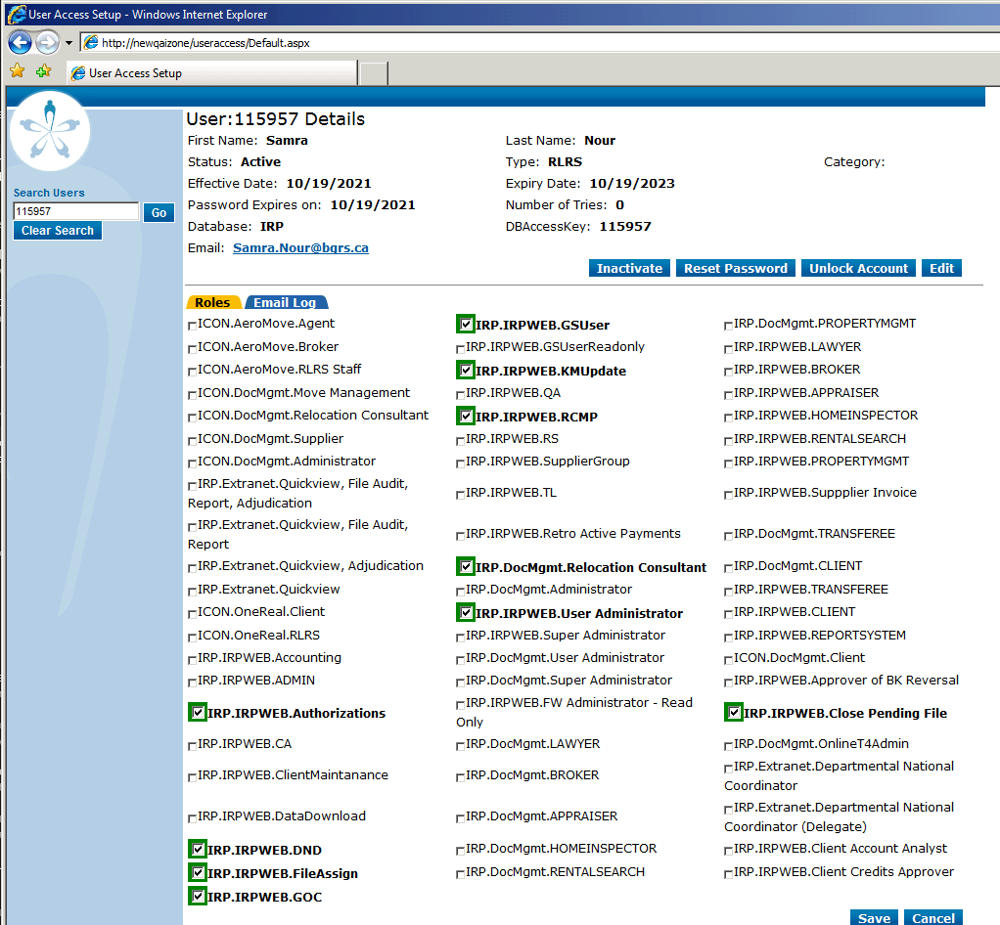 User Access Setup - Windows Internet Explorer
http://newqaizone/useraccess/Default.aspx
User Access Setup
Search Users
115957
Go
Clear Search
User:115957 Details
First Name: Samra Last Name: Nour
Status: Active Type: RLRS Category:
Effective Date: 10/19/2021 Expiry Date: 10/19/2023
Password Expires on: 10/19/2021 Number of Tries: 0
Database: IRP DBAccessKey: 115957
Email: Samra.Nour@bgrs.ca
Inactivate Reset Password Unlock Account Edit
Roles Email Log
ICON.AeroMove.Agent IRP.IRPWEB.GSUser IRP.DocMgmt.PROPERTYMGMT
ICON.AeroMove.Broker IRP.IRPWEB.GSUserReadonly IRP.IRPWEB.LAWYER
ICON.AeroMove.RLRS Staff IRP.IRPWEB.KMUpdate IRP.IRPWEB.BROKER
ICON.DocMgmt.Move Management IRP.IRPWEB.QA IRP.IRPWEB.APPRAISER
ICON.DocMgmt.Relocation Consultant IRP.IRPWEB.RCMP IRP.IRPWEB.HOMEINSPECTOR
ICON.DocMgmt.Supplier IRP.IRPWEB.RS IRP.IRPWEB.RENTALSEARCH
ICON.DocMgmt.Administrator IRP.IRPWEB.SupplierGroup IRP.IRPWEB.PROPERTYMGMT
IRP.Extranet.Quickview, File Audit,
Report, Adjudication IRP.IRPWEB.TL IRP.IRPWEB.Suppplier Invoice
IRP.Extranet.Quickview, File Audit,
Report IRP.IRPWEB.Retro Active Payments IRP.DocMgmt.TRANSFEREE
IRP.Extranet.Quickview, Adjudication IRP.DocMgmt.Relocation Consultant IRP.DocMgmt.CLIENT
IRP.Extranet.Quickview IRP.DocMgmt.Administrator IRP.IRPWEB.TRANSFEREE
ICON.OneReal.Client IRP.IRPWEB.User Administrator IRP.IRPWEB.CLIENT
ICON.OneReal.RLRS IRP.IRPWEB.Super Administrator IRP.IRPWEB.REPORTSYSTEM
IRP.IRPWEB.Accounting IRP.DocMgmt.User Administrator ICON.DocMgmt.Client
IRP.IRPWEB.ADMIN IRP.DocMgmt.Super Administrator IRP.IRPWEB.Approver of BK Reversal
IRP.IRPWEB.Authorizations IRP.IRPWEB.FW Administrator - Read
Only IRP.IRPWEB.Close Pending File
IRP.IRPWEB.CA IRP.DocMgmt.LAWYER IRP.DocMgmt.OnlineT4Admin
IRP.IRPWEB.ClientMaintanance IRP.DocMgmt.BROKER IRP.Extranet.Departmental National
Coordinator
IRP.IRPWEB.DataDownload IRP.DocMgmt.APPRAISER IRP.Extranet.Departmental National
Coordinator (Delegate)
IRP.IRPWEB.DND IRP.DocMgmt.HOMEINSPECTOR IRP.IRPWEB.Client Account Analyst
IRP.IRPWEB.FileAssign IRP.DocMgmt.RENTALSEARCH IRP.IRPWEB.Client Credits Approver
IRP.IRPWEB.GOC
Save Cancel